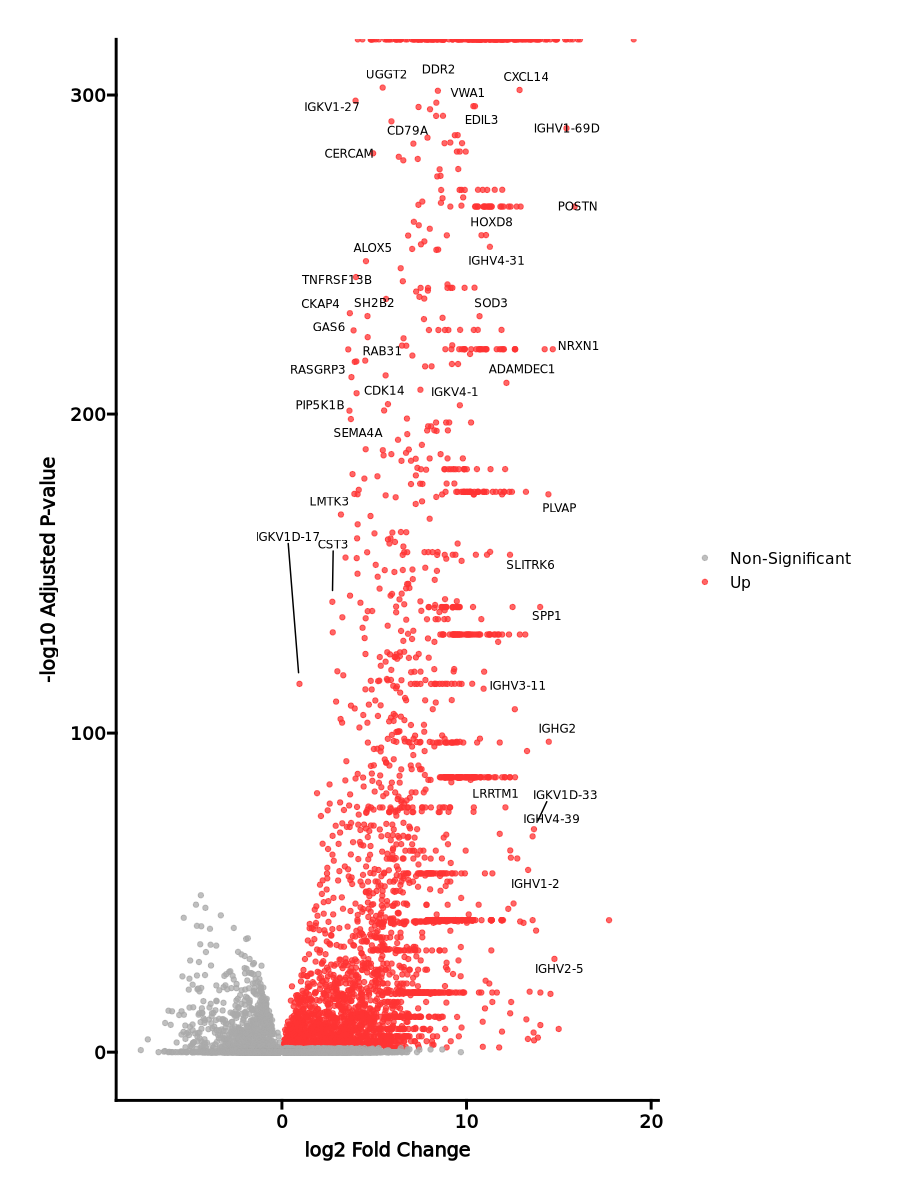 DDR2
UGGT2
CXCL14
VWA1
300
IGKV1-27
EDIL3
IGHV1-69D
CD79A
CERCAM
POSTN
HOXD8
ALOX5
IGHV4-31
TNFRSF13B
CKAP4
SH2B2
SOD3
GAS6
NRXN1
RAB31
RASGRP3
ADAMDEC1
CDK14
IGKV4-1
PIP5K1B
200
SEMA4A
LMTK3
PLVAP
IGKV1D-17
CST3
Non-Significant
SLITRK6
Up
-log10 Adjusted P-value
SPP1
IGHV3-11
IGHG2
100
LRRTM1
IGKV1D-33
IGHV4-39
IGHV1-2
IGHV2-5
0
0
10
20
log2 Fold Change